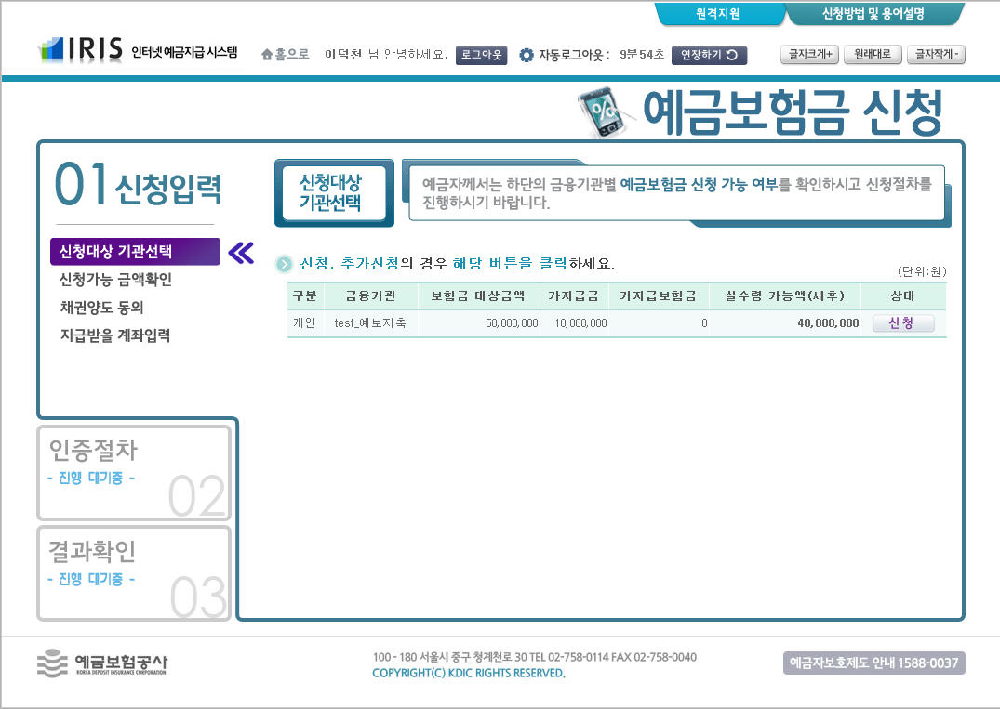 원격지원 신청방법 및 용어설명
IRIS 인터넷 예금지급 시스템 홈으로 이덕천 님 안녕하세요. 로그아웃 자동로그아웃 : 9분54초 연장하기 글자크게+ 원래대로 글자작게-
% 예금보험금 신청
01 신청입력
신청대상 기관선택
신청가능 금액확인
채권양도 동의
지급받을 계좌입력
신청대상
기관선택
예금자께서는 하단의 금융기관별 예금보험금 신청 가능 여부를 확인하시고 신청절차를
진행하시기 바랍니다.
신청, 추가신청의 경우 해당 버튼을 클릭하세요.
(단위:원)
구분 금융기관 보험금 대상금액 가지급금 기지급보험금 실수령 가능액(세후) 상태
개인 test_예보저축 50,000,000 10,000,000 0 40,000,000 신청
인증절차
- 진행 대기중 -
02
결과확인
- 진행 대기중 -
03
예금보험공사
KOREA DEPOSIT INSURANCE CORPORATION
100 - 180 서울시 중구 청계천로 30 TEL 02-758-0114 FAX 02-758-0040
COPYRIGHT(C) KDIC RIGHTS RESERVED.
예금자보호제도 안내 1588-0037